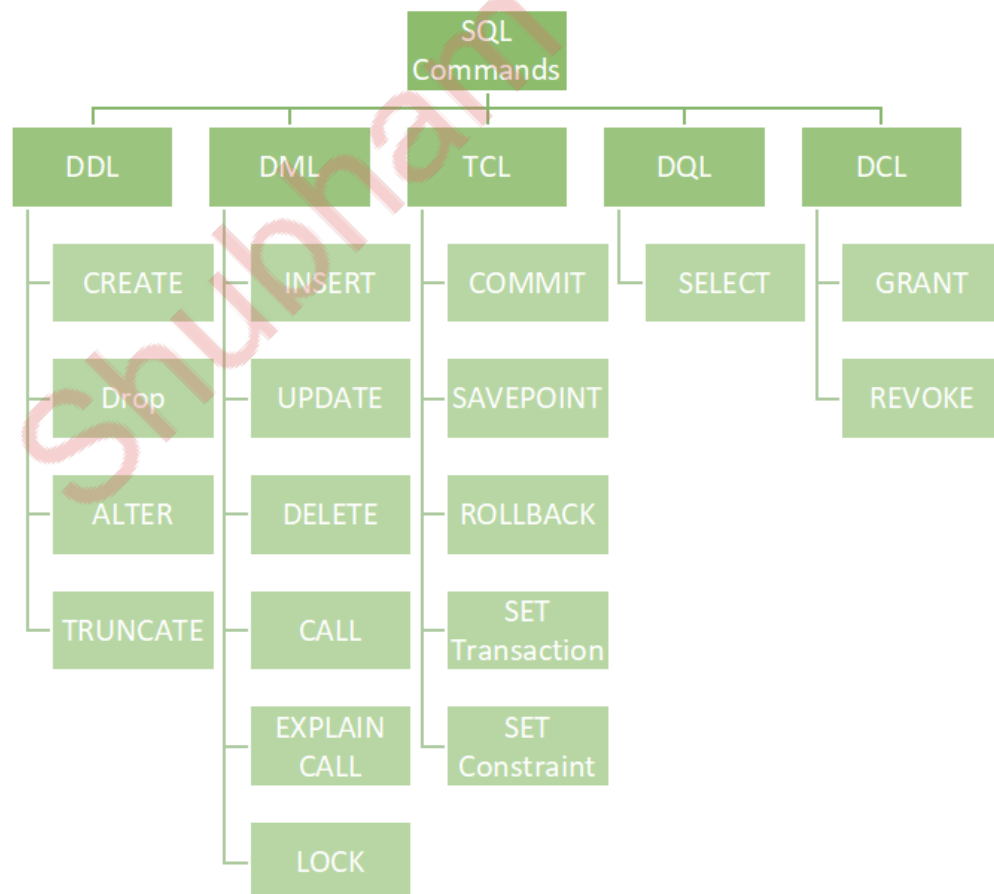 SQL
Commands
DDL
DML
TCL
DQL
DCL
CREATE
INSERT
COMMIT
SELECT
GRANT
Drop
UPDATE
SAVEPOINT
REVOKE
ALTER
DELETE
ROLLBACK
TRUNCATE
CALL
SET
Transaction
EXPLAIN
CALL
SET
Constraint
LOCK
Shubham